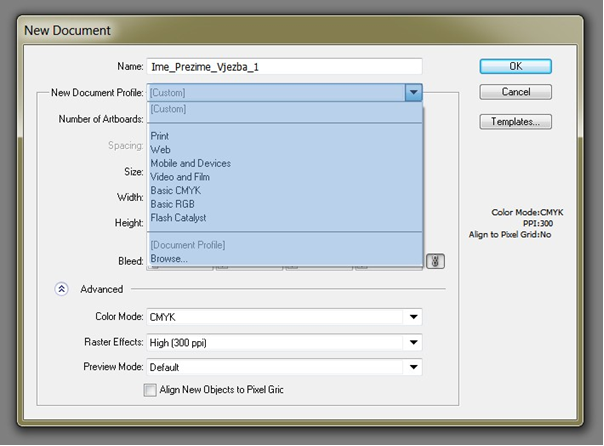 New Document
Name: Ime_Prezime_Vjezba_1
OK
New Document Profile: [Custom]
Cancel
[Custom]
Number of Artboards:
Templates...
Print
Spacing:
Web
Mobile and Devices
Size:
Video and Film
Basic CMYK
Width:
Basic RGB
Flash Catalyst
Color Mode:CMYK
Height:
PPI:300
Align to Pixel Grid:No
[Document Profile]
Bleed:
Browse...
Advanced
Color Mode: CMYK
Raster Effects: High (300 ppi)
Preview Mode: Default
Align New Objects to Pixel Gric